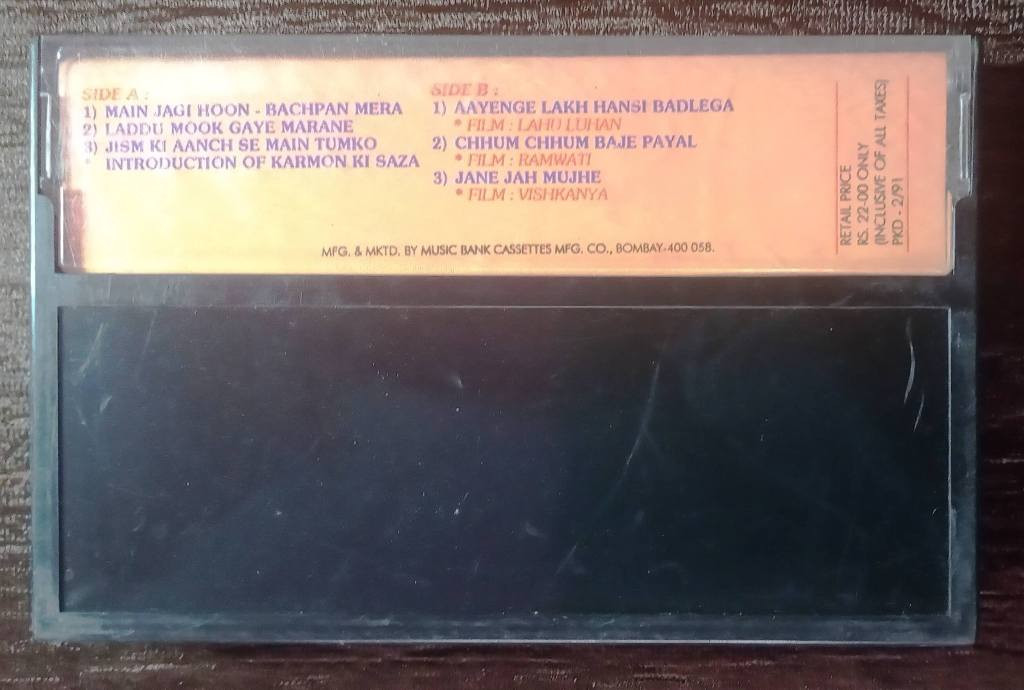 SIDE A :
1) MAIN JAGI HOON - BACHPAN MERA
2) LADDU MOOK GAYE MARANE
3) JISM KI AANCH SE MAIN TUMKO
* INTRODUCTION OF KARMON KI SAZA
SIDE B :
1) AAYENGE LAKH HANSI BADLEGA
* FILM : LAHU LUHAN
2) CHHUM CHHUM BAJE PAYAL
* FILM : RAMWATI
3) JANE JAH MUJHE
* FILM : VISHKANYA
MFG. & MKTD. BY MUSIC BANK CASSETTES MFG. CO., BOMBAY-400 058.
RETAIL PRICE
RS. 22-00 ONLY
(INCLUSIVE OF ALL TAXES)
PKD - 2/91